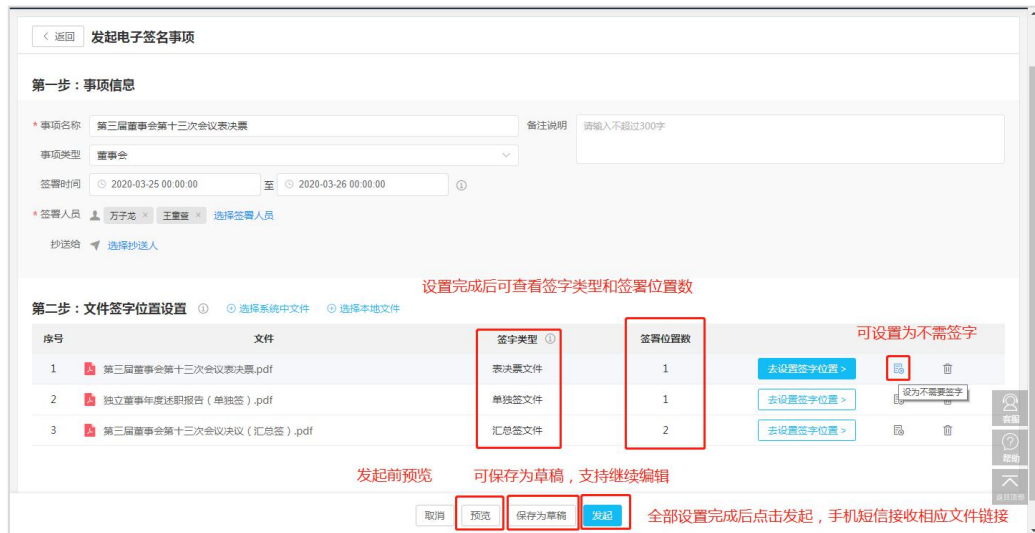 < 返回 发起电子签名事项
第一步：事项信息
* 事项名称 第三届董事会第十三次会议表决票 备注说明 请输入不超过300字
事项类型 董事会
签署时间 2020-03-25 00:00:00 至 2020-03-26 00:00:00
* 签署人员 万子龙 × 王童萱 × 选择签署人员
抄送给 选择抄送人
设置完成后可查看签字类型和签署位置数
第二步：文件签字位置设置 选择系统中文件 选择本地文件
可设置为不需签字
序号 文件 签字类型 签署位置数
1 第三届董事会第十三次会议表决票.pdf 表决票文件 1 去设置签字位置 >
设为不需要签字
2 独立董事年度述职报告（单独签）.pdf 单独签文件 1 去设置签字位置 >
3 第三届董事会第十三次会议决议（汇总签）.pdf 汇总签文件 2 去设置签字位置 >
客服
帮助
返回顶部
发起前预览 可保存为草稿，支持继续编辑
取消 预览 保存为草稿 发起 全部设置完成后点击发起，手机短信接收相应文件链接